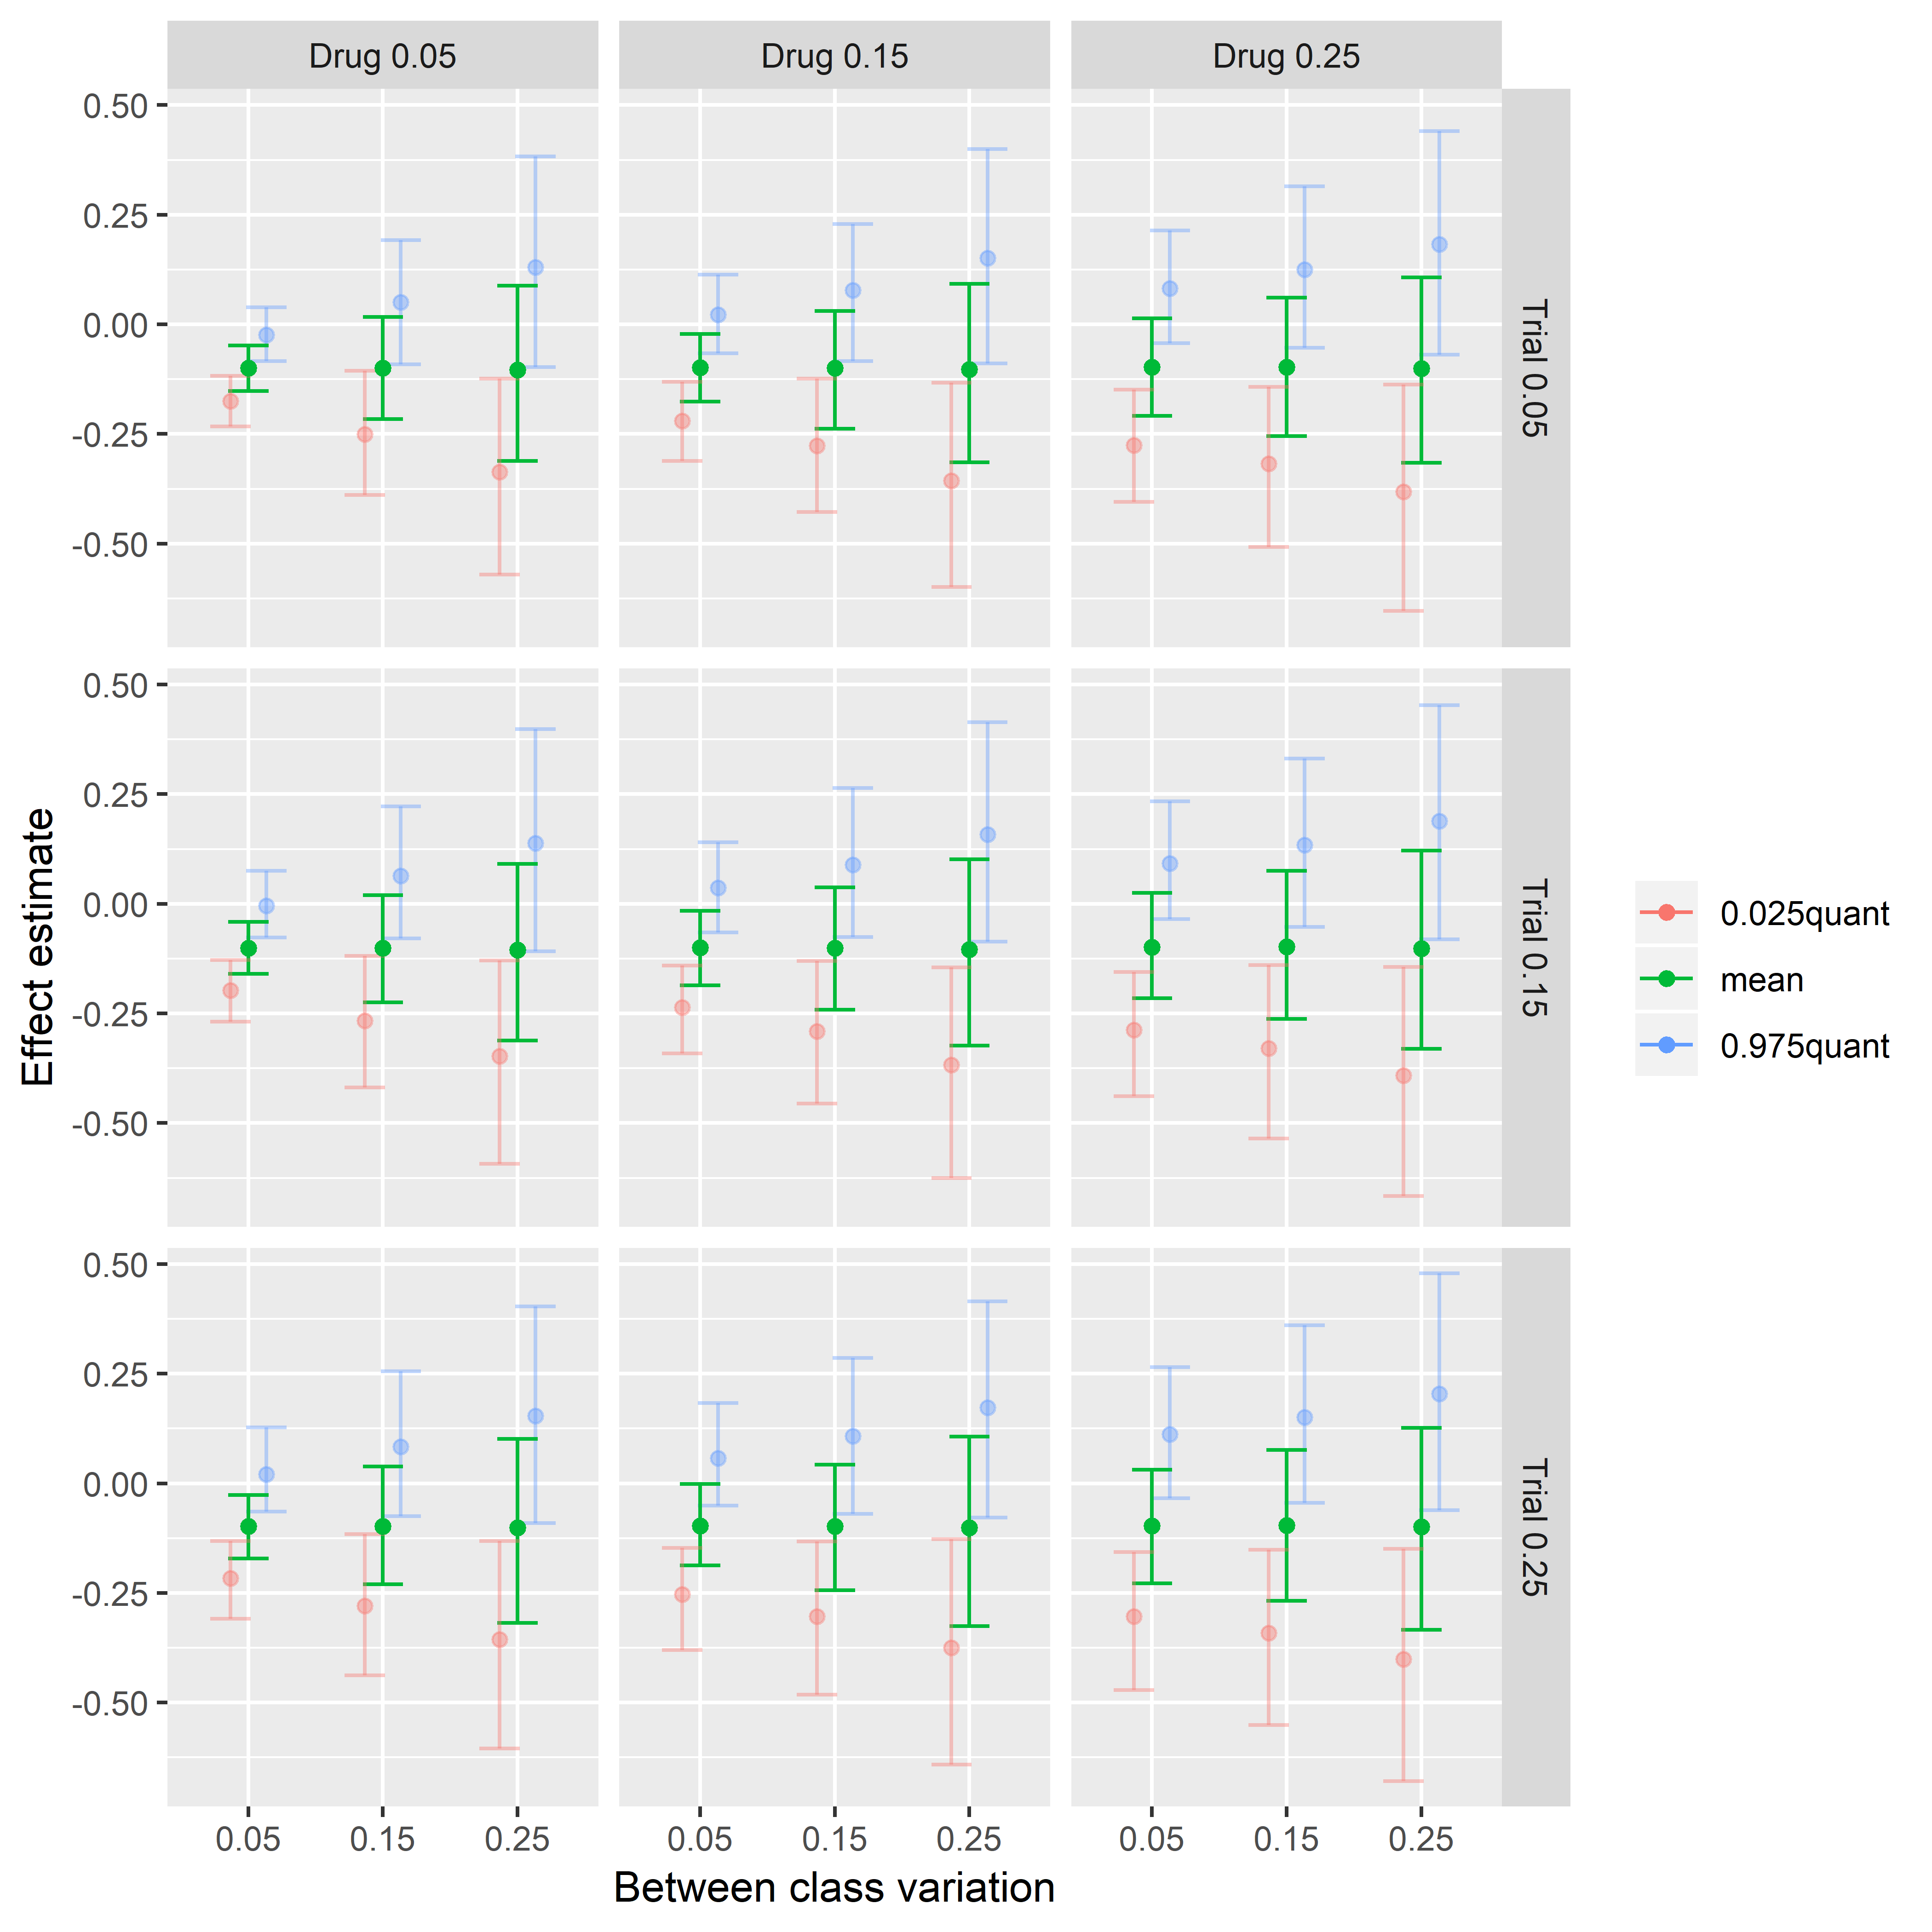 Drug 0.05
Drug 0.15
Drug 0.25
0.50
0.25
0.00
-0.25
-0.50
Trial 0.05
0.50
0.25
0.00
-0.25
-0.50
Trial 0.15
0.50
0.25
0.00
-0.25
-0.50
Trial 0.25
Effect estimate
0.05 0.15 0.25
0.05 0.15 0.25
0.05 0.15 0.25
Between class variation
0.025quant
mean
0.975quant